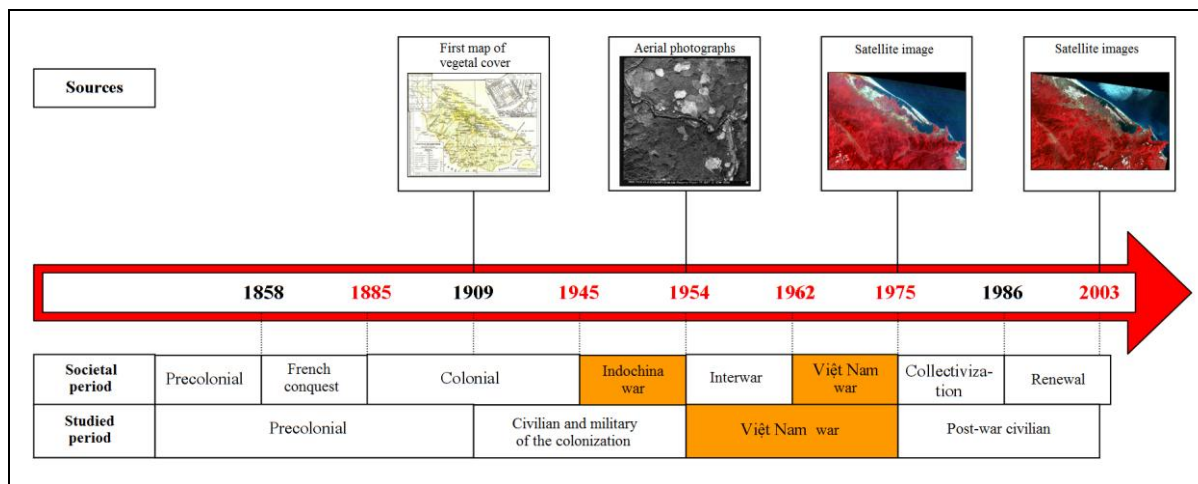 First map of
vegetal cover
Aerial photographs
Satellite image
Satellite images
Sources
1858
1885
1909
1945
1954
1962
1975
1986
2003
Societal
period
Precolonial
French
conquest
Colonial
Indochina
war
Interwar
Việt Nam
war
Collectiviza-
tion
Renewal
Studied
period
Precolonial
Civilian and military
of the colonization
Việt Nam war
Post-war civilian